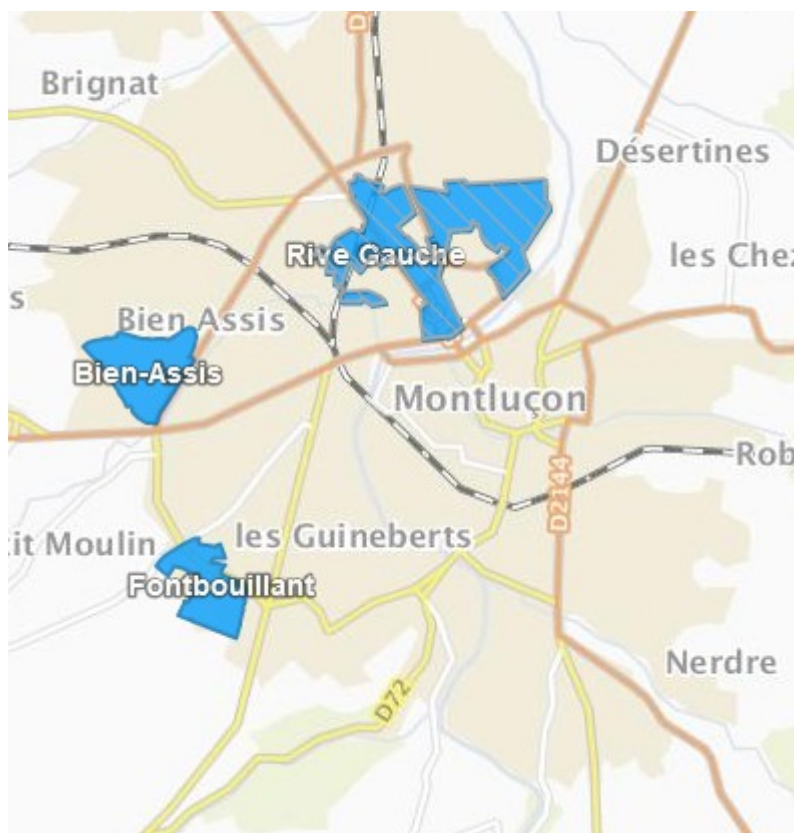 Brignat
Désertines
Rive Gauche
les Chez
Bien Assis
Bien-Assis
Montluçon
Rob
D2144
les Guineberts
it Moulin
Fontbouillant
Nerdre
D72